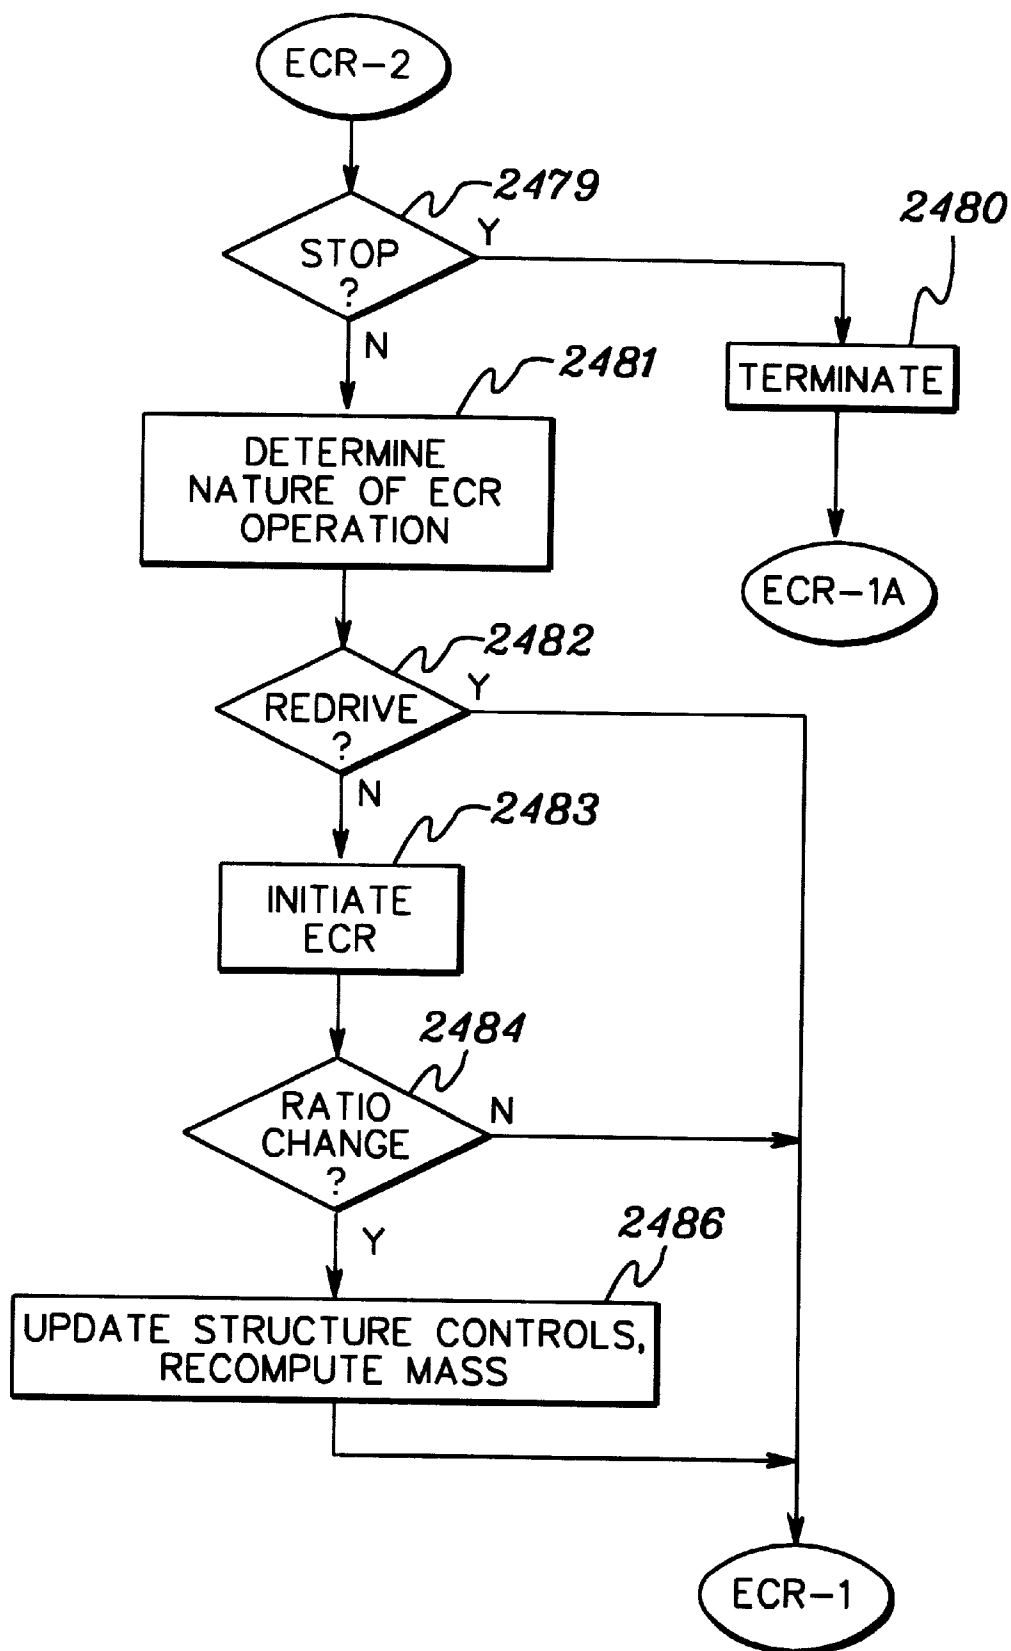 ECR-2
2479
STOP
?
Y
N
2480
TERMINATE
ECR-1A
2481
DETERMINE
NATURE OF ECR
OPERATION
2482
REDRIVE
?
Y
N
2483
INITIATE
ECR
2484
RATIO
CHANGE
?
N
Y
2486
UPDATE STRUCTURE CONTROLS,
RECOMPUTE MASS
ECR-1